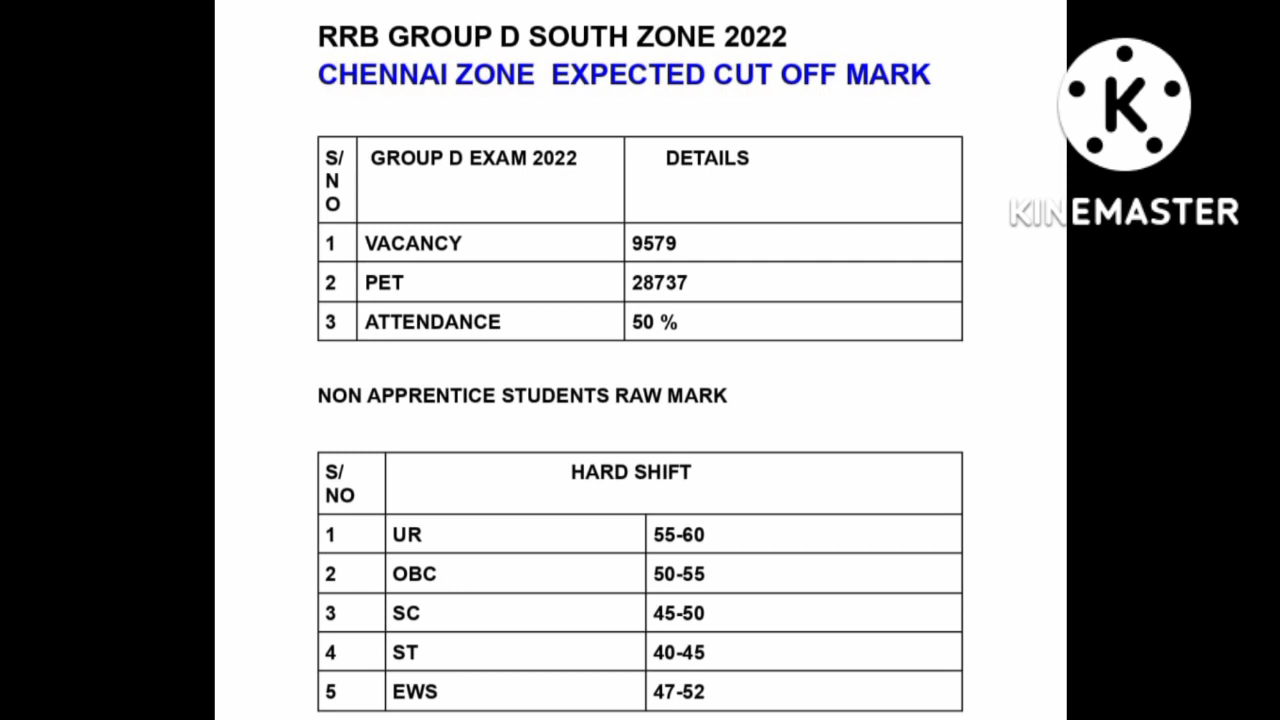 RRB GROUP D SOUTH ZONE 2022
CHENNAI ZONE EXPECTED CUT OFF MARK
K
KINEMASTER
S/
N
O
GROUP D EXAM 2022
DETAILS
1 VACANCY 9579
2 PET 28737
3 ATTENDANCE 50 %
NON APPRENTICE STUDENTS RAW MARK
S/
NO
HARD SHIFT
1 UR 55-60
2 OBC 50-55
3 SC 45-50
4 ST 40-45
5 EWS 47-52